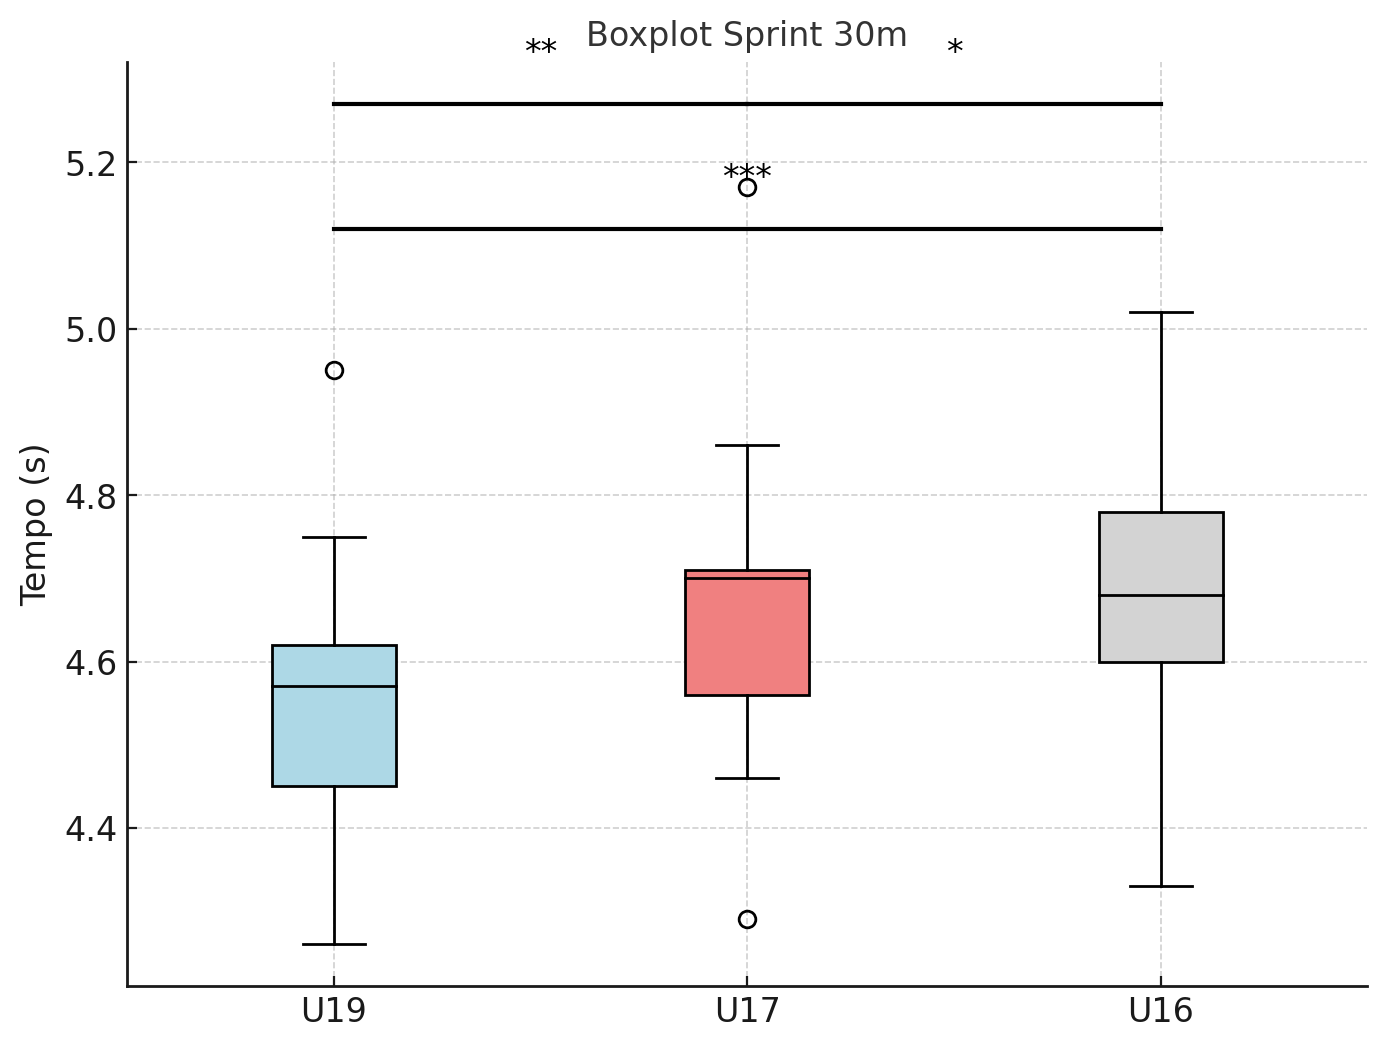 Boxplot Sprint 30m
** *
***
Tempo (s)
5.2
5.0
4.8
4.6
4.4
U19 U17 U16